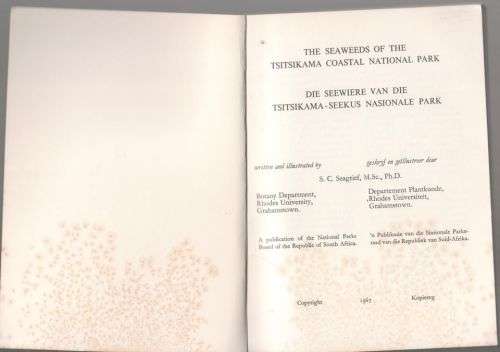 THE SEAWEEDS OF THE
TSITSIKAMA COASTAL NATIONAL PARK
DIE SEEWIERE VAN DIE
TSITSIKAMA-SEEKUS NASIONALE PARK
written and illustrated by
geskryf en geïllustreer deur
S. C. Seagrief, M.Sc., Ph.D.
Botany Department,
Rhodes University,
Grahamstown.
Departement Plantkunde,
Rhodes Universiteit,
Grahamstown.
A publication of the National Parks
Board of the Republic of South Africa.
'n Publikasie van die Nasionale Parke-
raad van die Republiek van Suid-Afrika.
Copyright 1967 Kopiereg